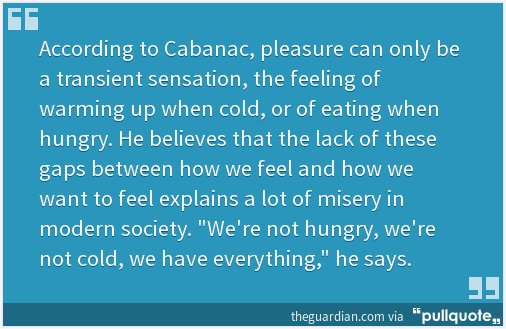 According to Cabanac, pleasure can only be
a transient sensation, the feeling of
warming up when cold, or of eating when
hungry. He believes that the lack of these
gaps between how we feel and how we
want to feel explains a lot of misery in
modern society. "We're not hungry, we're
not cold, we have everything," he says.
theguardian.com via “pullquote„